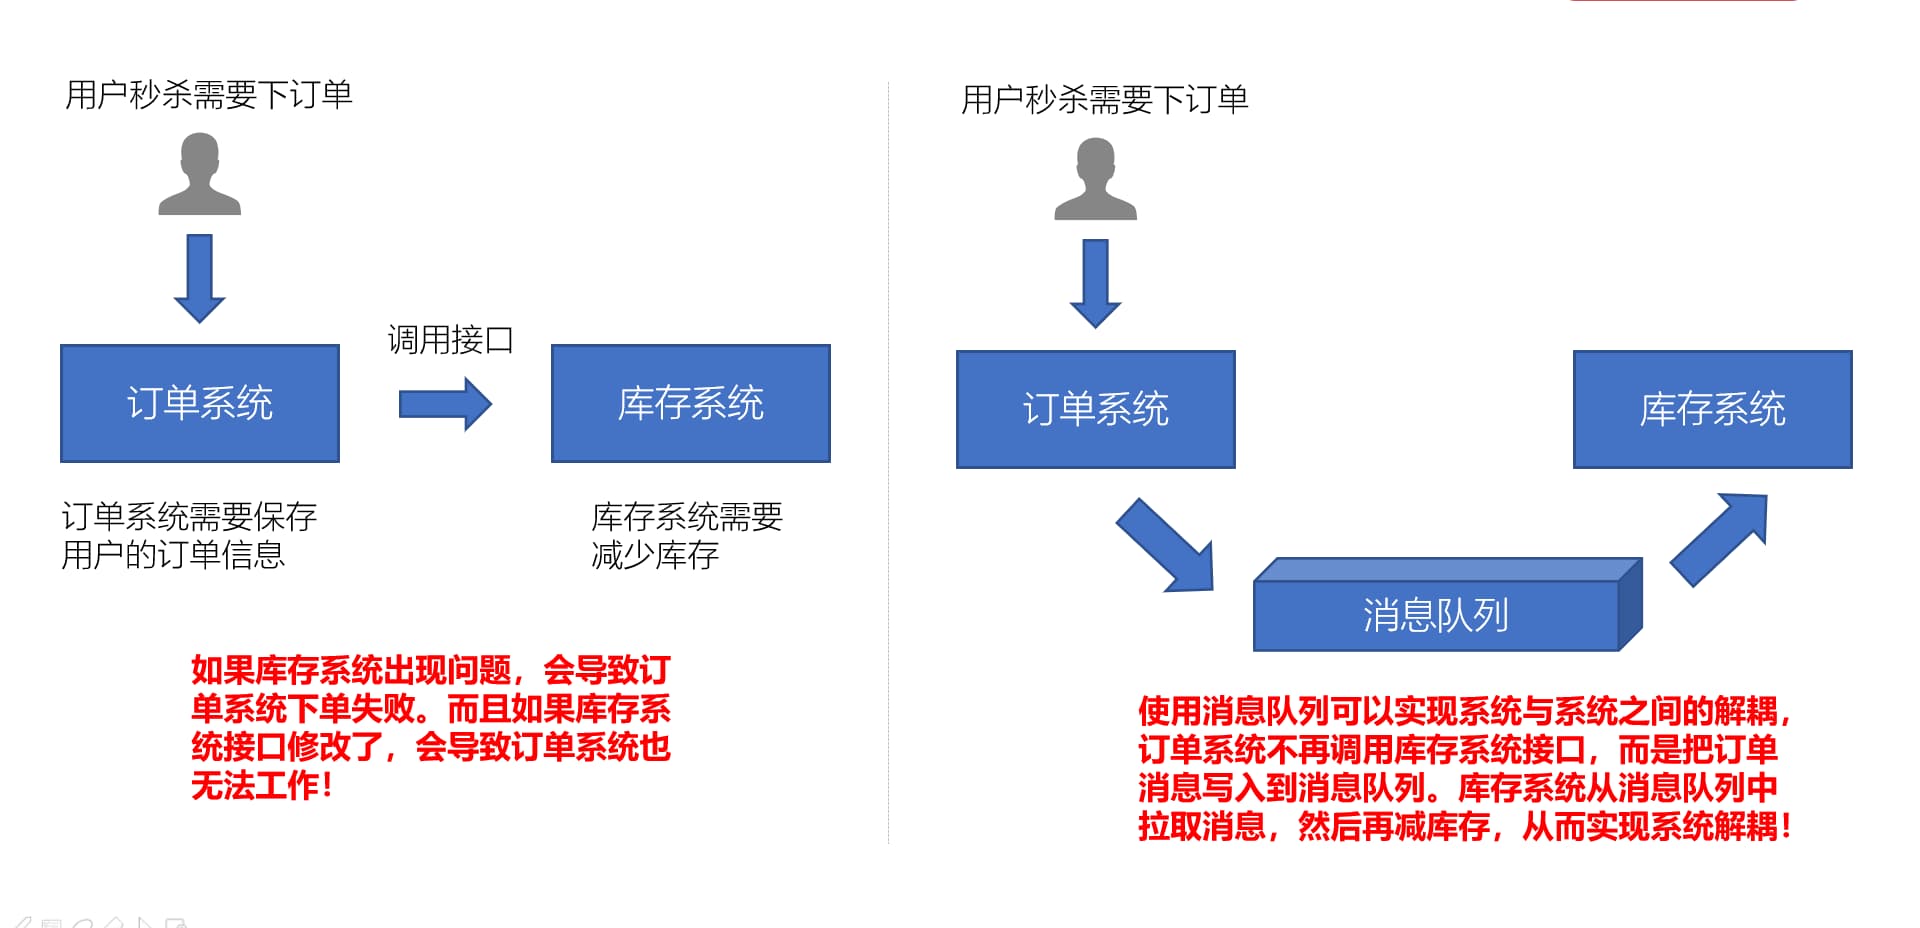 用户秒杀需要下订单
调用接口
订单系统
库存系统
订单系统需要保存
用户的订单信息
库存系统需要
减少库存
如果库存系统出现问题，会导致订
单系统下单失败。而且如果库存系
统接口修改了，会导致订单系统也
无法工作！
用户秒杀需要下订单
订单系统
库存系统
消息队列
使用消息队列可以实现系统与系统之间的解耦，
订单系统不再调用库存系统接口，而是把订单
消息写入到消息队列。库存系统从消息队列中
拉取消息，然后再减库存，从而实现系统解耦！